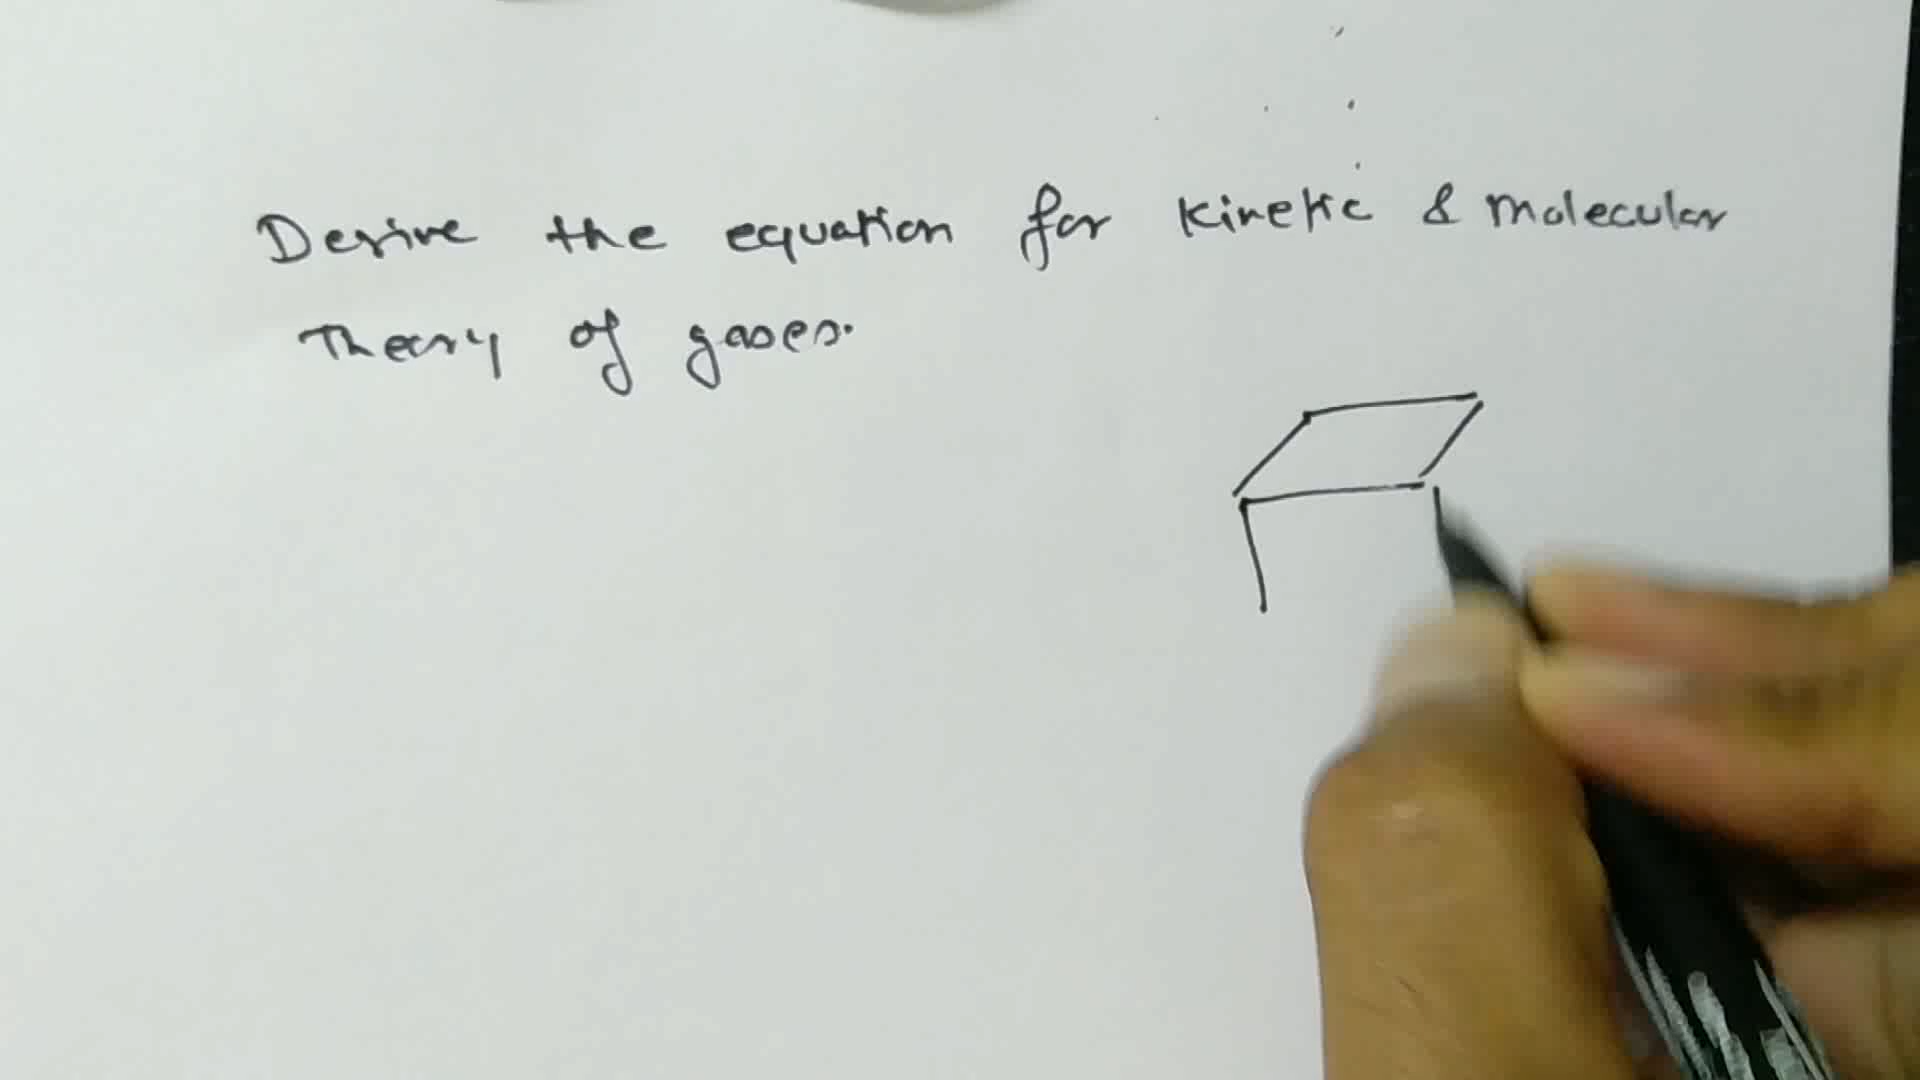 Derive the equation for kinetic & molecular
Theory of gases.